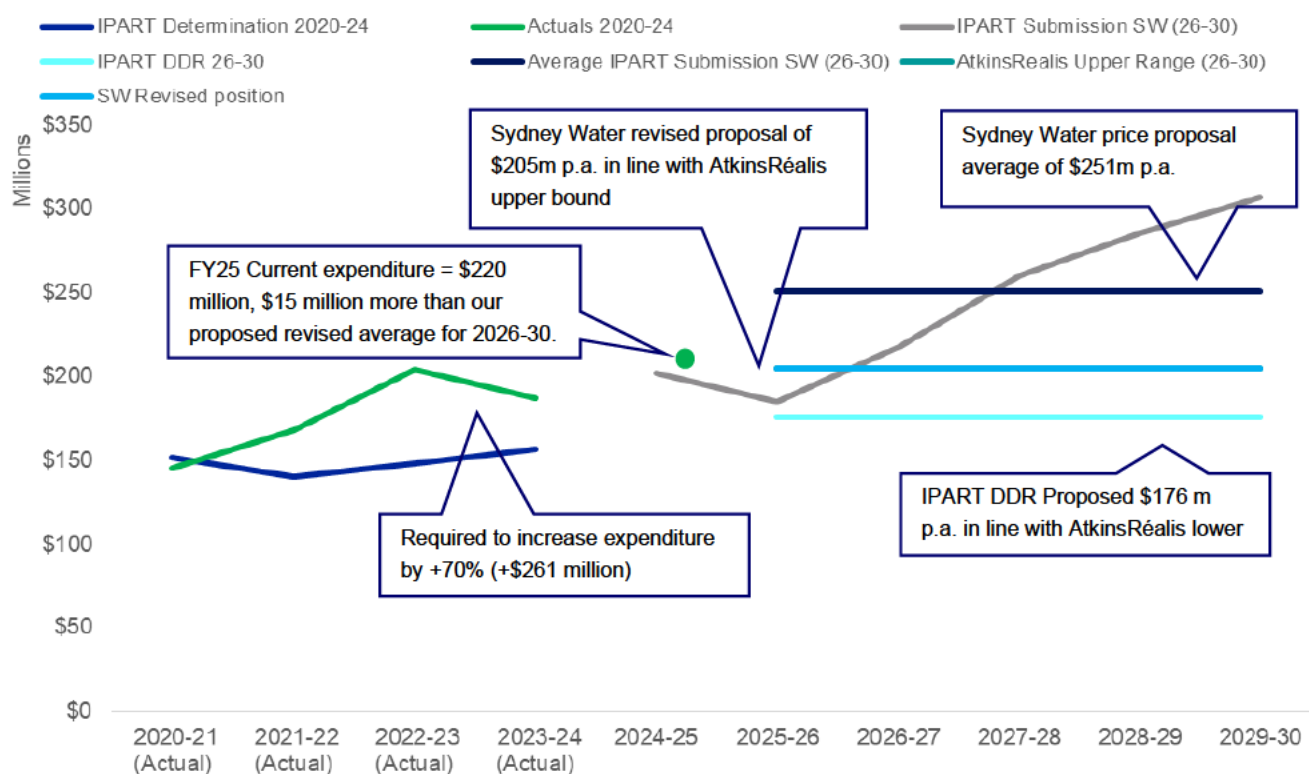 IPART Determination 2020-24
Actuals 2020-24
IPART Submission SW (26-30)
IPART DDR 26-30
Average IPART Submission SW (26-30)
AtkinsRealis Upper Range (26-30)
SW Revised position
Millions
$350
$300
$250
$200
$150
$100
$50
$0
Sydney Water revised proposal of
$205m p.a. in line with AtkinsRéalis
upper bound
Sydney Water price proposal
average of $251m p.a.
FY25 Current expenditure = $220
million, $15 million more than our
proposed revised average for 2026-30.
Required to increase expenditure
by +70% (+$261 million)
IPART DDR Proposed $176 m
p.a. in line with AtkinsRéalis lower
2020-21
(Actual)
2021-22
(Actual)
2022-23
(Actual)
2023-24
(Actual)
2024-25
2025-26
2026-27
2027-28
2028-29
2029-30